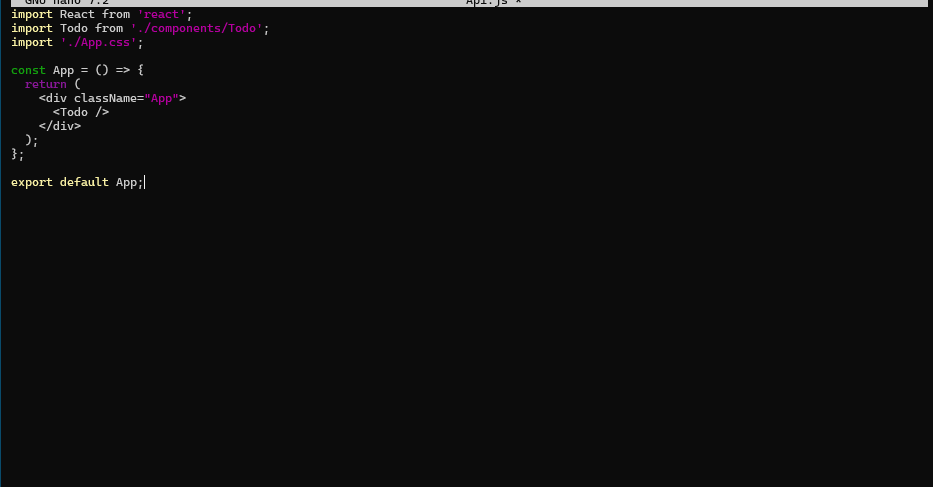 GNU nano 7.2 Api.js *
import React from 'react';
import Todo from './components/Todo';
import './App.css';

const App = () => {
  return (
    <div className="App">
      <Todo />
    </div>
  );
};

export default App;